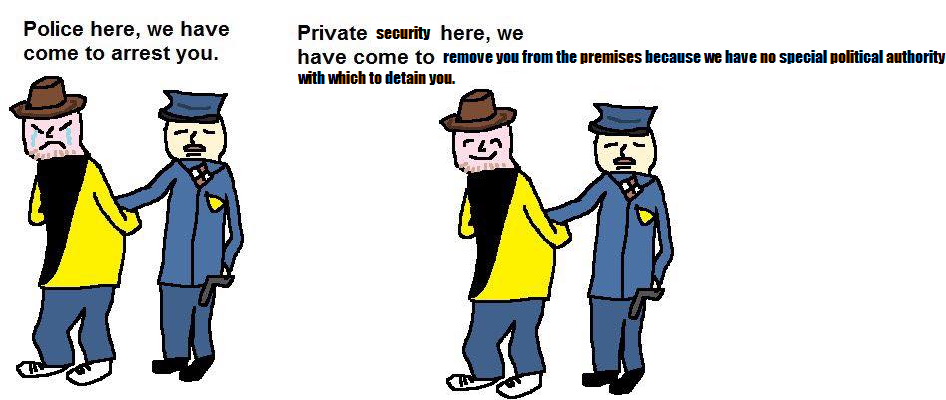 Police here, we have
come to arrest you.
Private security here, we
have come to remove you from the premises because we have no special political authority
with which to detain you.